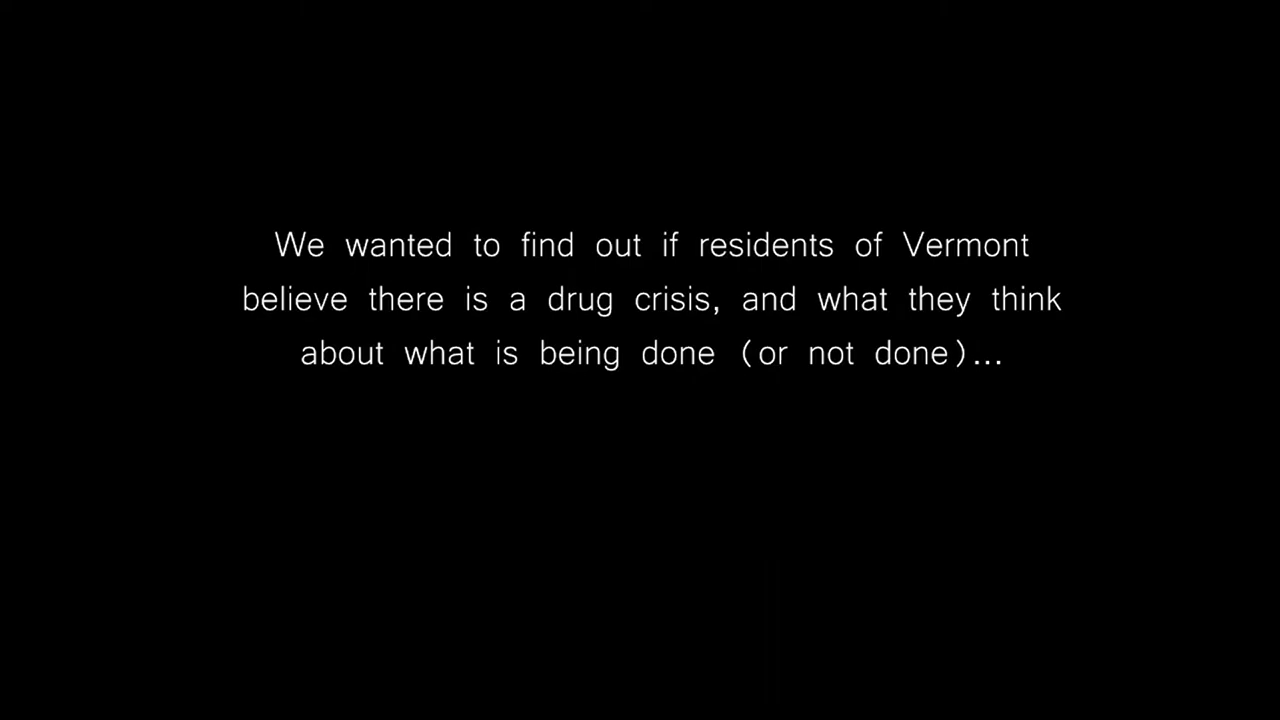 We wanted to find out if residents of Vermont
believe there is a drug crisis, and what they think
about what is being done (or not done)...